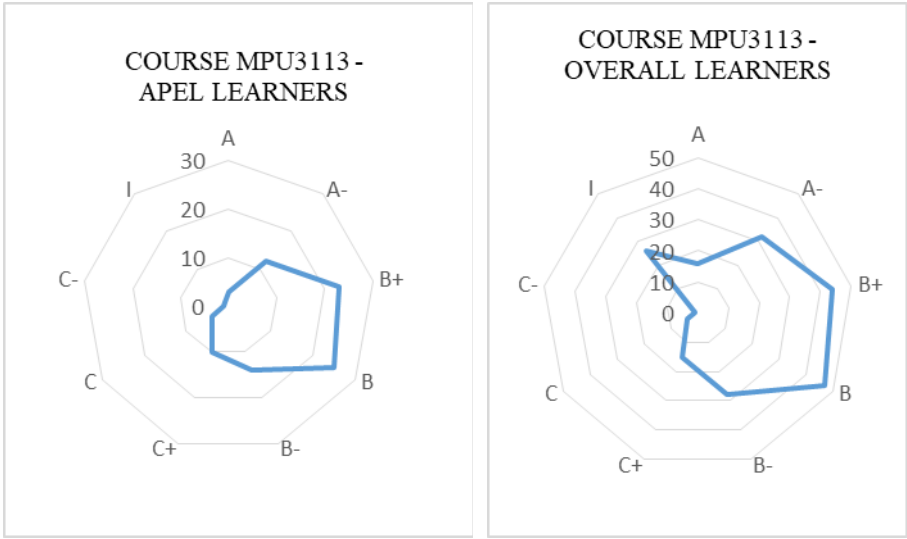 COURSE MPU3113 -
APEL LEARNERS
A
30
I
A-
20
10
C-
B+
0
C
B
C+
B-
COURSE MPU3113 -
OVERALL LEARNERS
A
50
I
40
A-
30
20
C-
B+
10
0
C
B
C+
B-